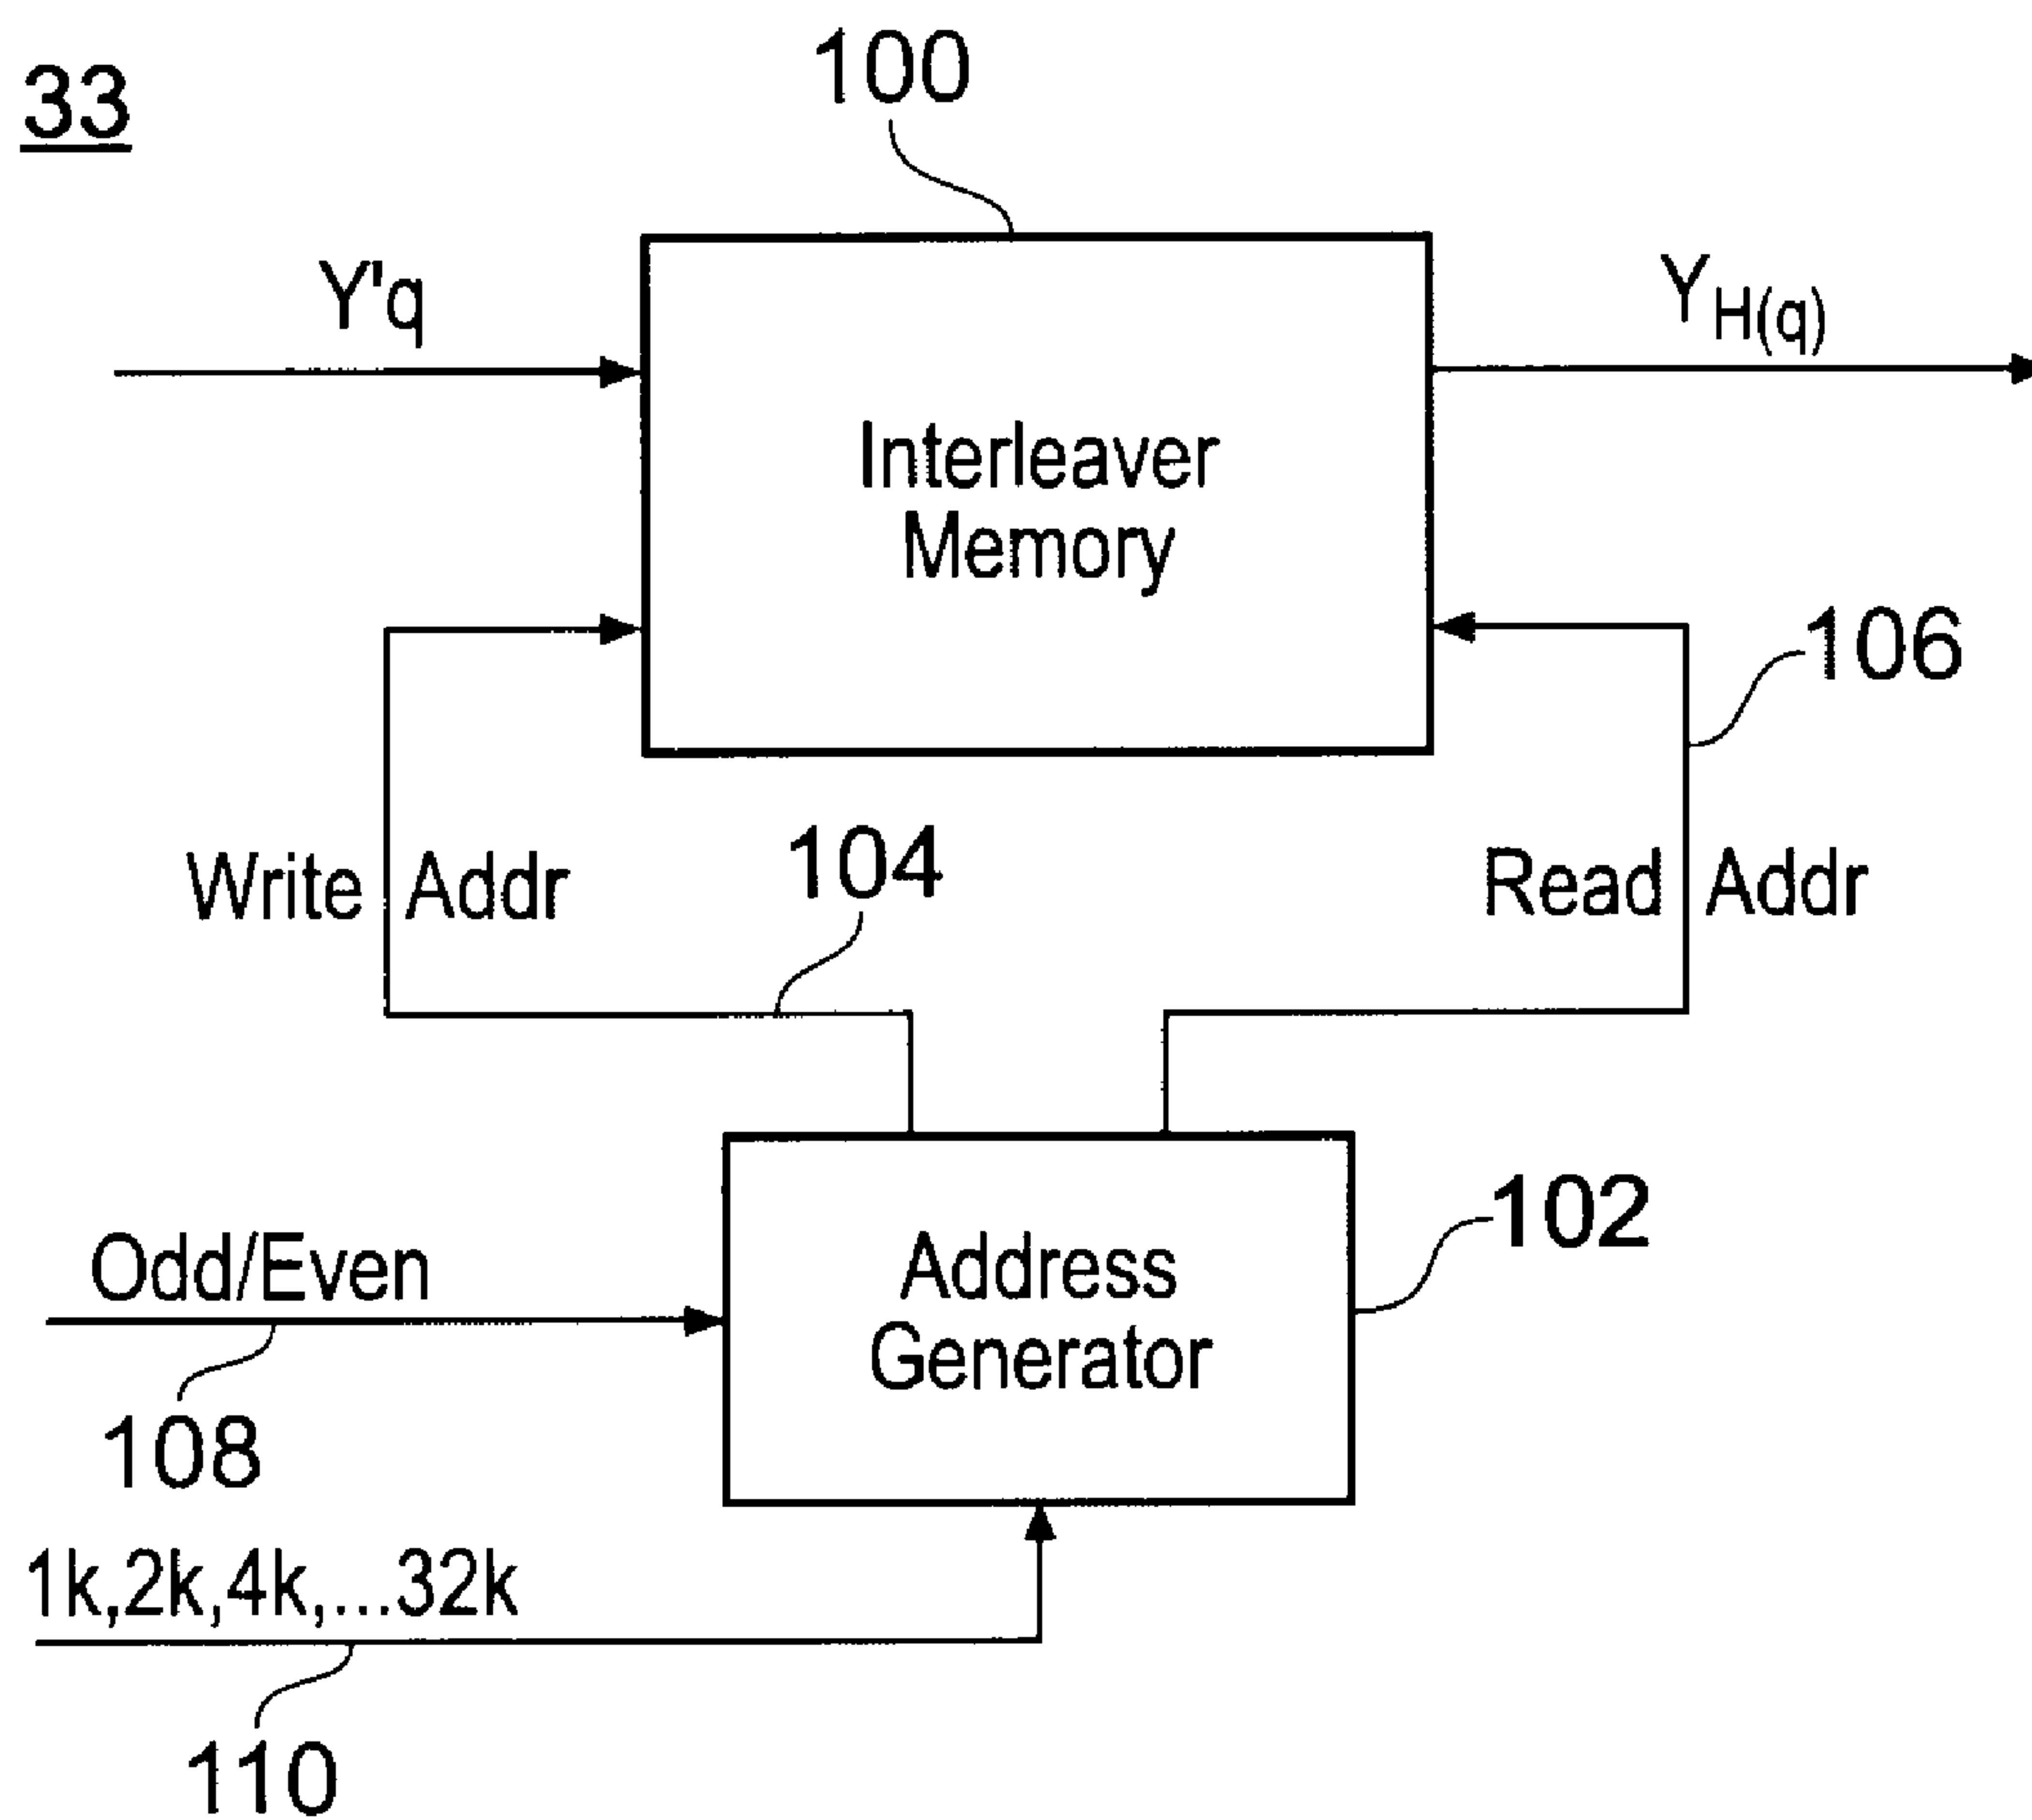 33
100
Y'q
YH(q)
Interleaver
Memory
106
104
Write Addr
Read Addr
102
Odd/Even
Address
Generator
108
1k,2k,4k,...32k
110